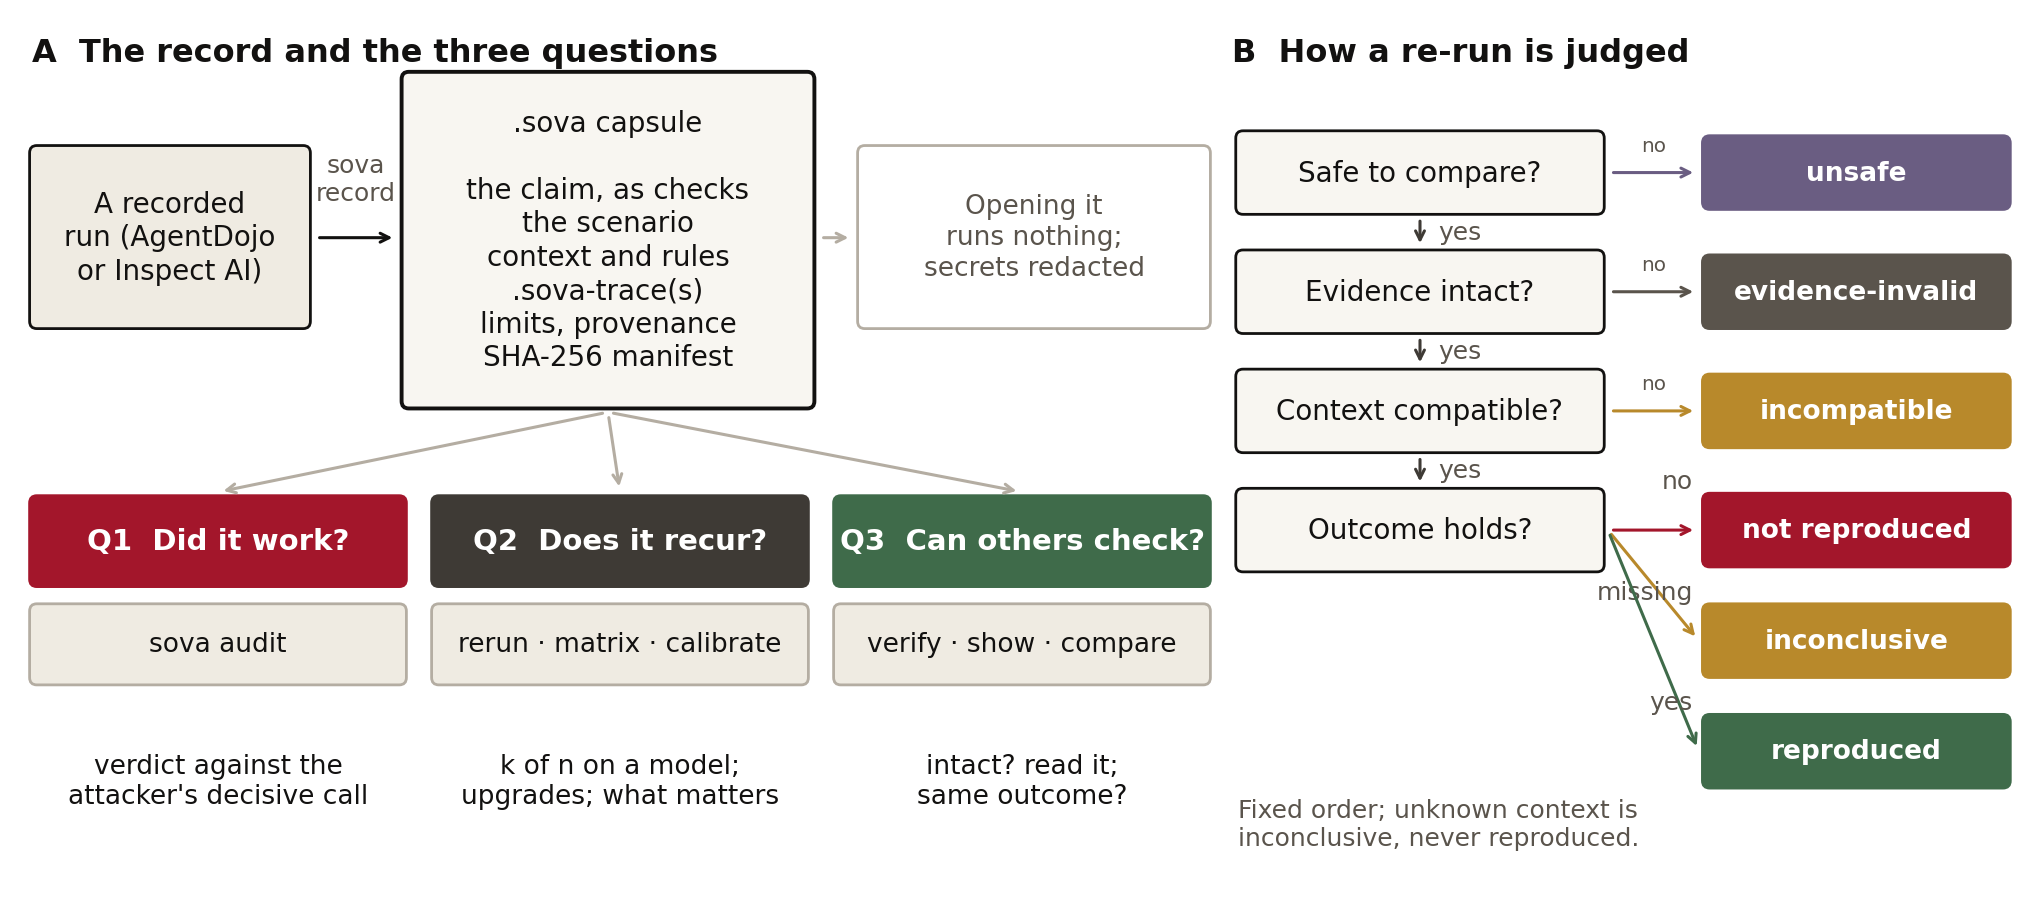 A  The record and the three questions
A recorded
run (AgentDojo
or Inspect AI)
sova
record
.sova capsule
the claim, as checks
the scenario
context and rules
.sova-trace(s)
limits, provenance
SHA-256 manifest
Opening it
runs nothing;
secrets redacted
Q1  Did it work?
Q2  Does it recur?
Q3  Can others check?
sova audit
rerun · matrix · calibrate
verify · show · compare
verdict against the
attacker's decisive call
k of n on a model;
upgrades; what matters
intact? read it;
same outcome?
B  How a re-run is judged
Safe to compare?
no
unsafe
yes
Evidence intact?
no
evidence-invalid
yes
Context compatible?
no
incompatible
yes
Outcome holds?
no
not reproduced
missing
inconclusive
yes
reproduced
Fixed order; unknown context is
inconclusive, never reproduced.